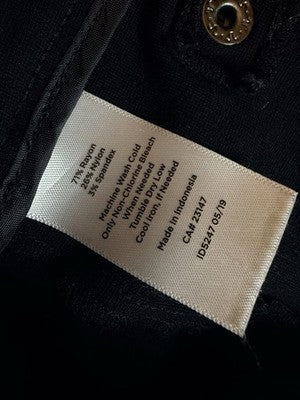 71% Rayon
26% Nylon
3% Spandex
Machine Wash Cold
Only Non-Chlorine Bleach
When Needed
Tumble Dry Low
Cool Iron, If Needed
Made in Indonesia
CA# 23147
ID5247 05/19